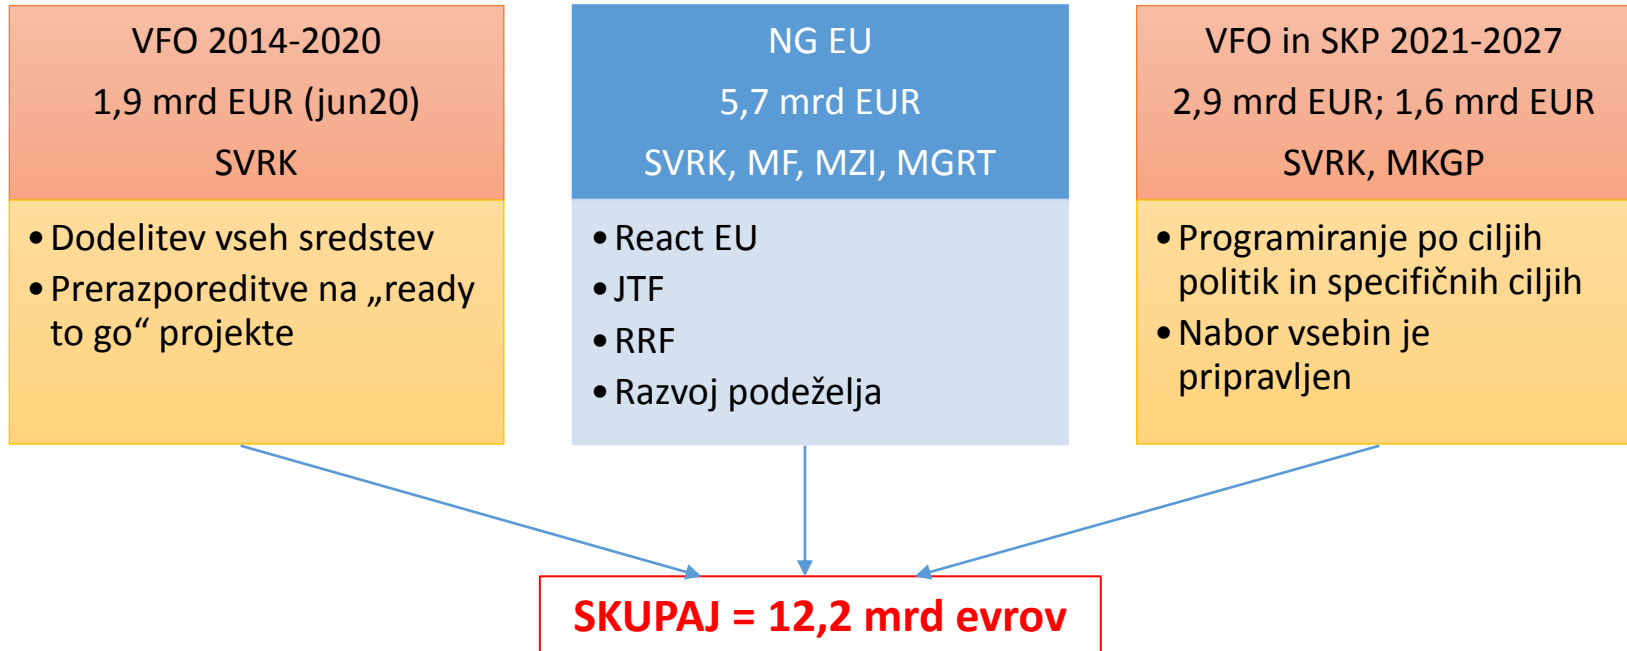 VFO 2014-2020
1,9 mrd EUR (jun20)
SVRK
• Dodelitev vseh sredstev
• Prerazporeditve na „ready
to go“ projekte
NG EU
5,7 mrd EUR
SVRK, MF, MZI, MGRT
• React EU
• JTF
• RRF
• Razvoj podeželja
VFO in SKP 2021-2027
2,9 mrd EUR; 1,6 mrd EUR
SVRK, MKGP
• Programiranje po ciljih
politik in specifičnih ciljih
• Nabor vsebin je
pripravljen
SKUPAJ = 12,2 mrd evrov